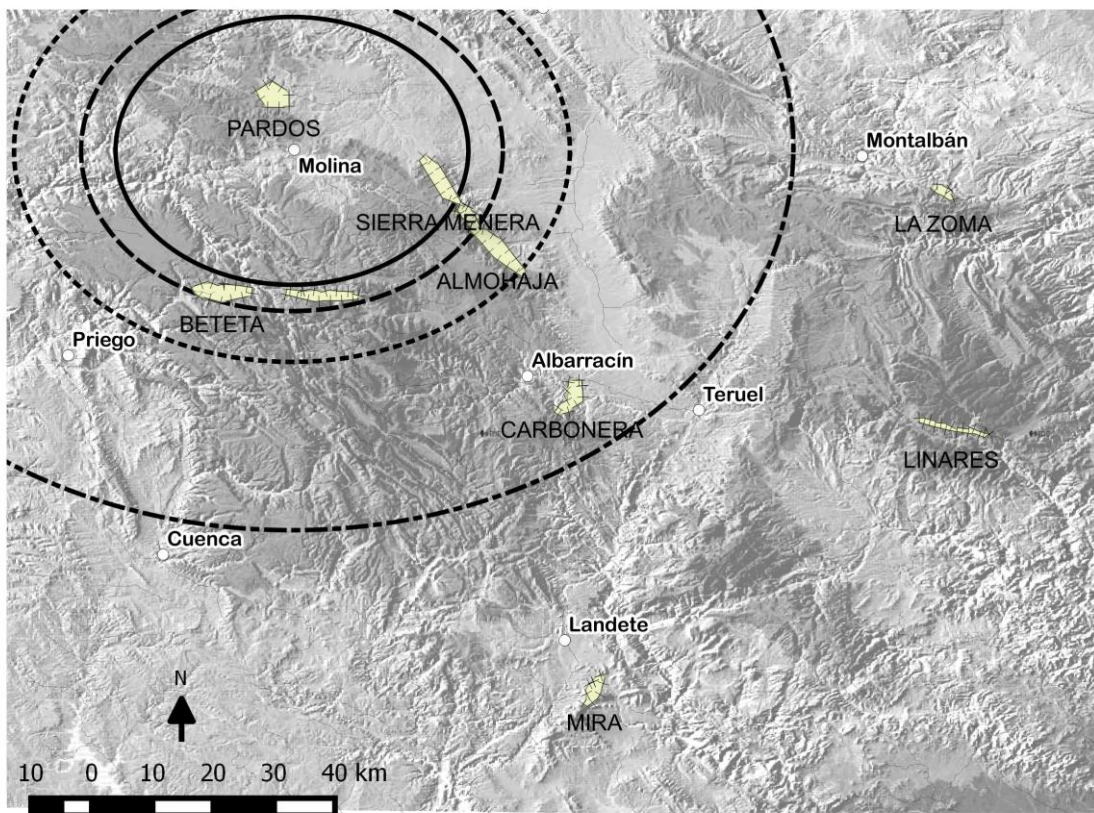 PARDOS
Molina
Montalbán
SIERRA MENERA
LA ZOMA
ALMOHAJA
BETETA
Priego
Albarracín
Teruel
CARBONERA
LINARES
Cuenca
Landete
N
MIRA
10 0 12 20 30 40 km